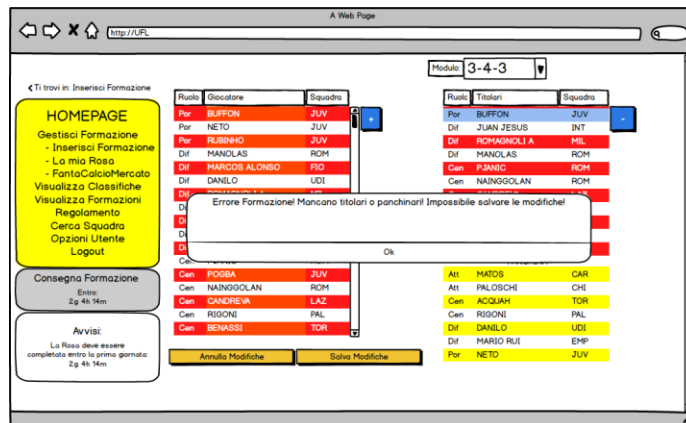 A Web Page
http://UFL
Modulo: 3-4-3
Ti trovi in: Inserisci Formazione
HOMEPAGE
Gestisci Formazione
- Inserisci Formazione
- La mia Rosa
- FantaCalcioMercato
Visualizza Classifiche
Visualizza Formazioni
Regolamento
Cerca Squadra
Opzioni Utente
Logout
Consegna Formazione
Entro:
2g 4h 14m
Avvisi:
La Rosa deve essere
completata entro la prima giornata:
2g 4h 14m
Ruolo Giocatore Squadra
Por BUFFON JUV
Por NETO JUV
Por RUBINHO JUV
Dif MANOLAS ROM
Dif MARCOS ALONSO FIO
Dif DANILO UDI
Cen POGBA JUV
Cen NAINGGOLAN ROM
Cen CANDREVA LAZ
Cen RIGONI PAL
Cen BENASSI TOR
+
Annulla Modifiche Salva Modifiche
Errore Formazione! Mancano titolari o panchinari! Impossibile salvare le modifiche!
Ok
Ruolo Titolari Squadra
Por BUFFON JUV
Dif JUAN JESUS INT
Dif ROMAGNOLI A MIL
Dif MANOLAS ROM
Cen PJANIC ROM
Cen NAINGGOLAN ROM
Att MATOS CAR
Att PALOSCHI CHI
Cen ACQUAH TOR
Cen RIGONI PAL
Dif DANILO UDI
Dif MARIO RUI EMP
Por NETO JUV
-